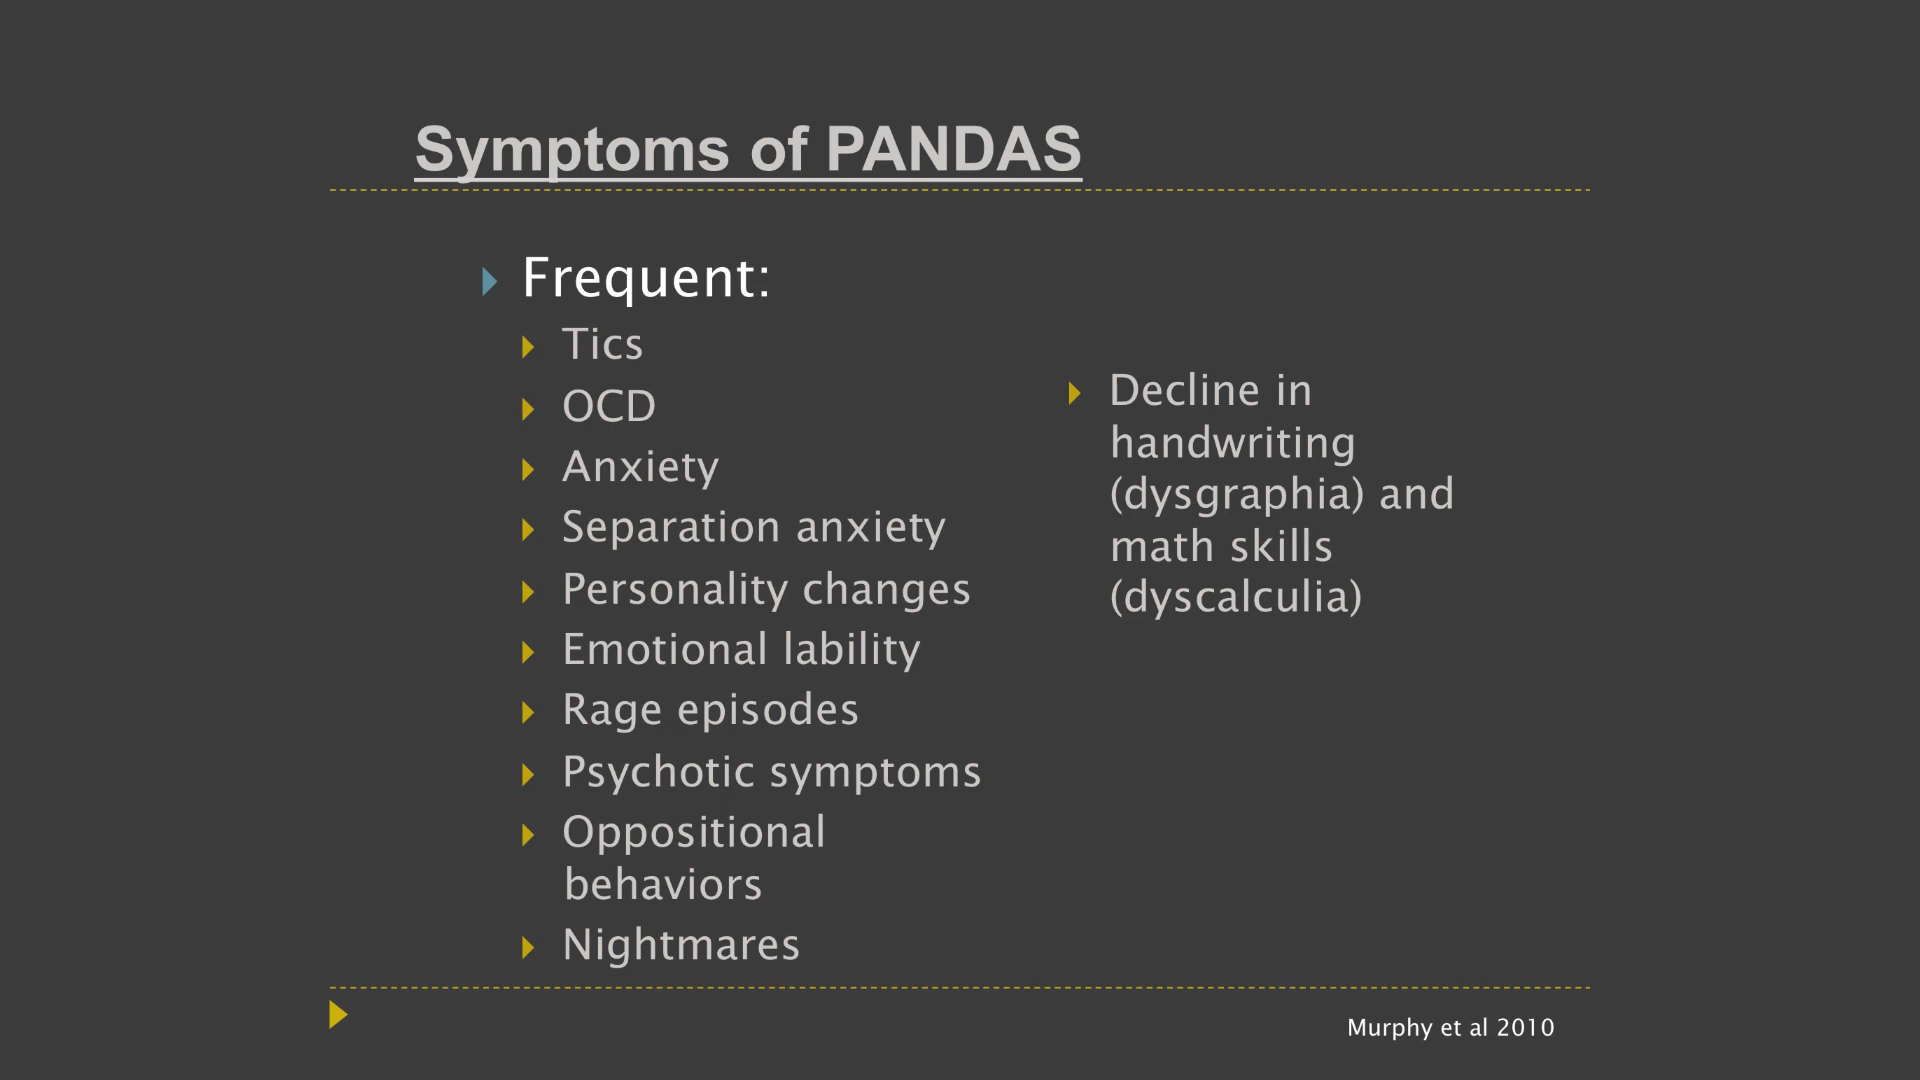 Symptoms of PANDAS
Frequent:
Tics
OCD
Anxiety
Separation anxiety
Personality changes
Emotional lability
Rage episodes
Psychotic symptoms
Oppositional
behaviors
Nightmares
Decline in
handwriting
(dysgraphia) and
math skills
(dyscalculia)
Murphy et al 2010